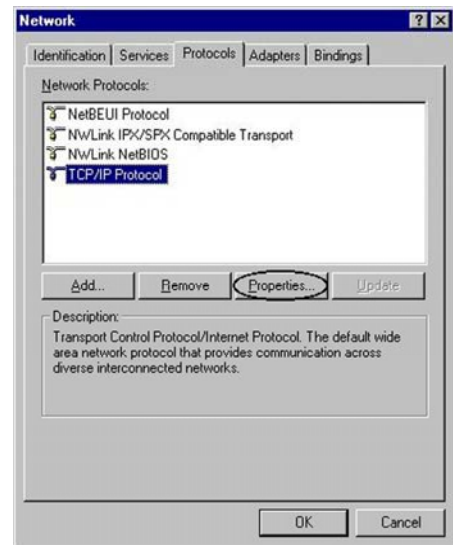 Network
Identification Services Protocols Adapters Bindings
Network Protocols:
NetBEUI Protocol
NWLink IPX/SPX Compatible Transport
NWLink NetBIOS
TCP/IP Protocol
Add... Remove Properties... Update
Description:
Transport Control Protocol/Internet Protocol. The default wide
area network protocol that provides communication across
diverse interconnected networks.
OK Cancel